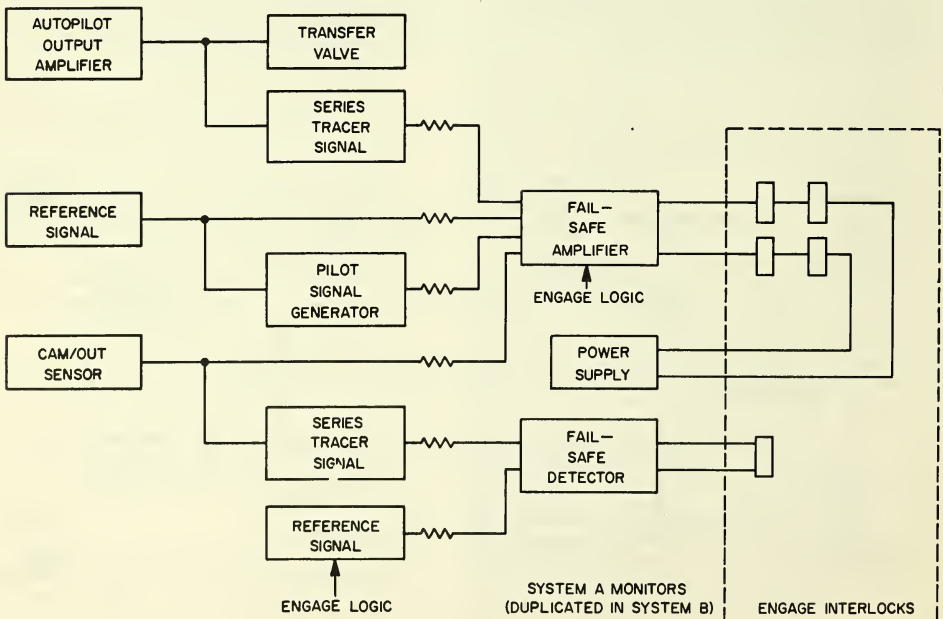 AUTOPILOT
OUTPUT
AMPLIFIER
TRANSFER
VALVE
SERIES
TRACER
SIGNAL
REFERENCE
SIGNAL
FAIL-
SAFE
AMPLIFIER
PILOT
SIGNAL
GENERATOR
ENGAGE LOGIC
CAM/OUT
SENSOR
POWER
SUPPLY
SERIES
TRACER
SIGNAL
FAIL-
SAFE
DETECTOR
REFERENCE
SIGNAL
ENGAGE LOGIC
SYSTEM A MONITORS
(DUPLICATED IN SYSTEM B)
ENGAGE INTERLOCKS